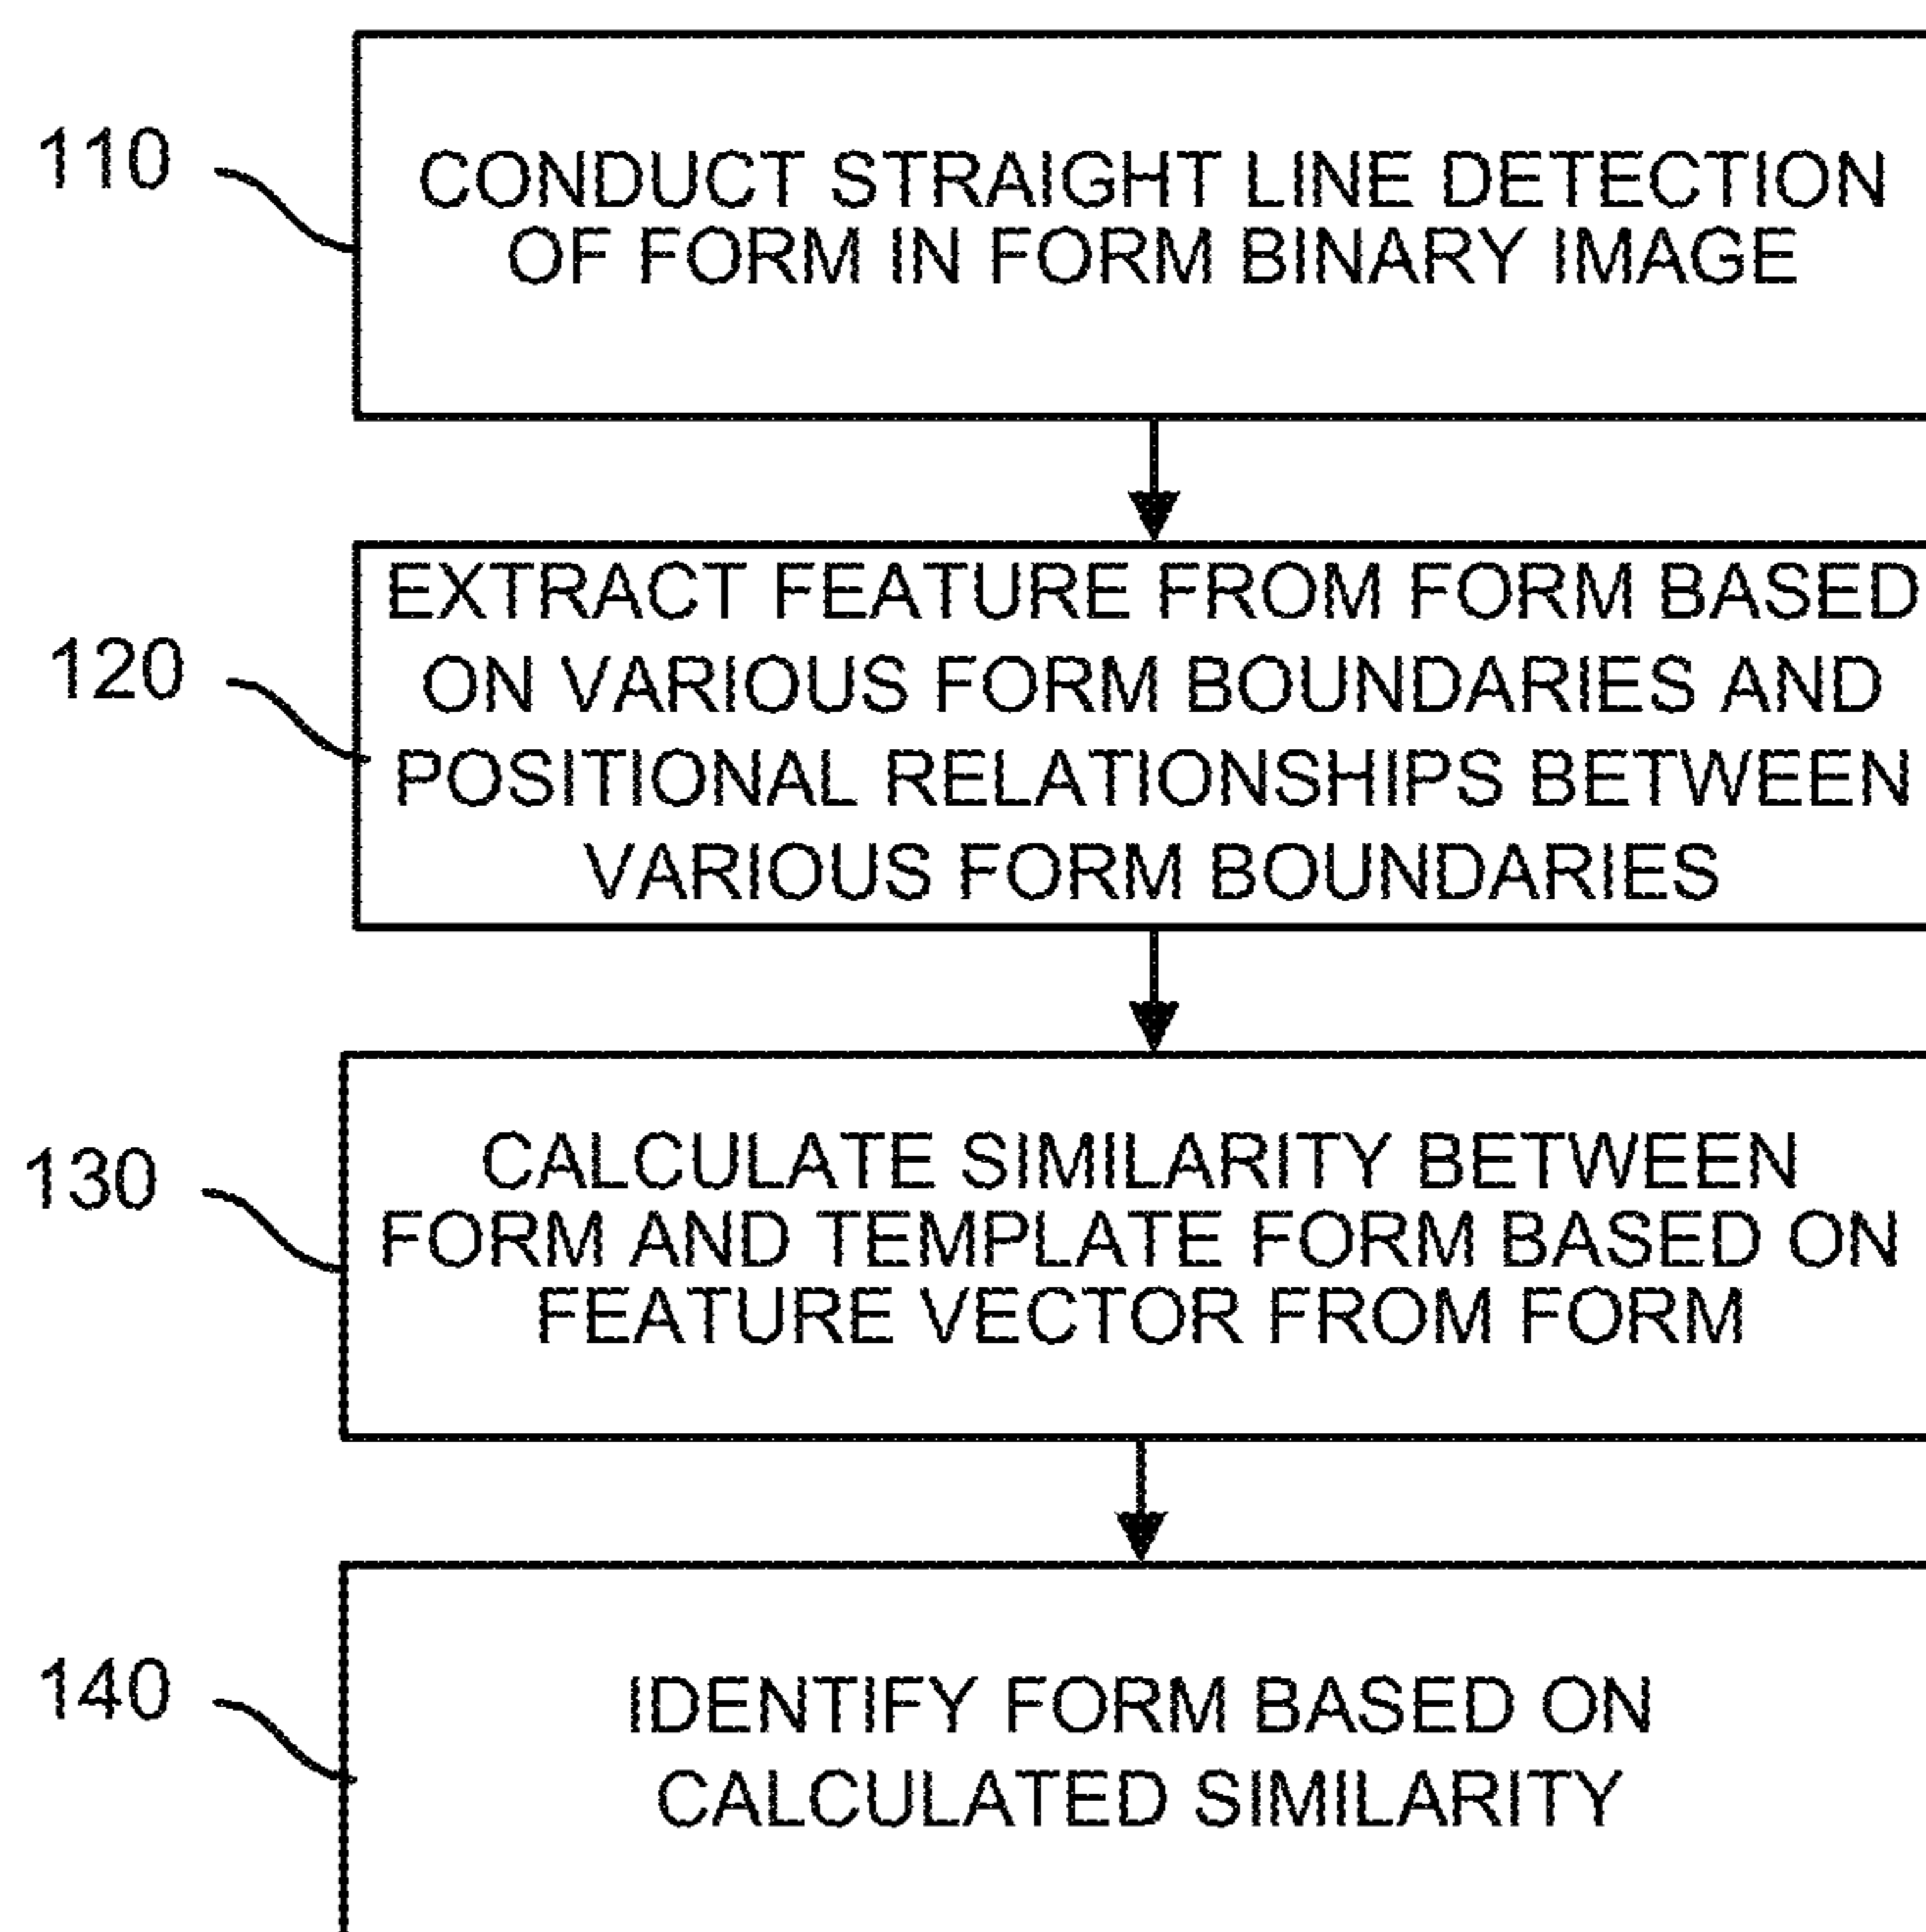 110
CONDUCT STRAIGHT LINE DETECTION
OF FORM IN FORM BINARY IMAGE
120
EXTRACT FEATURE FROM FORM BASED
ON VARIOUS FORM BOUNDARIES AND
POSITIONAL RELATIONSHIPS BETWEEN
VARIOUS FORM BOUNDARIES
130
CALCULATE SIMILARITY BETWEEN
FORM AND TEMPLATE FORM BASED ON
FEATURE VECTOR FROM FORM
140
IDENTIFY FORM BASED ON
CALCULATED SIMILARITY